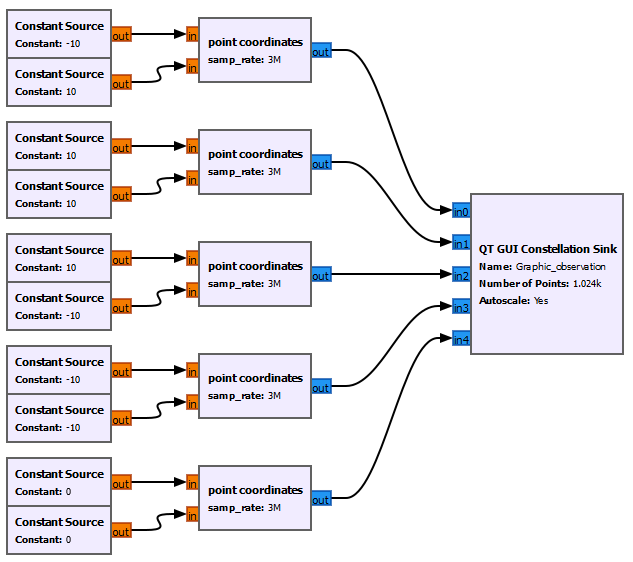 Constant Source
Constant: -10
out
Constant Source
Constant: 10
out
in
in
point coordinates
samp_rate: 3M
out
Constant Source
Constant: 10
out
Constant Source
Constant: 10
out
in
in
point coordinates
samp_rate: 3M
out
Constant Source
Constant: 10
out
Constant Source
Constant: -10
out
in
in
point coordinates
samp_rate: 3M
out
Constant Source
Constant: -10
out
Constant Source
Constant: -10
out
in
in
point coordinates
samp_rate: 3M
out
Constant Source
Constant: 0
out
Constant Source
Constant: 0
out
in
in
point coordinates
samp_rate: 3M
out
in0
in1
in2
in3
in4
QT GUI Constellation Sink
Name: Graphic_observation
Number of Points: 1.024k
Autoscale: Yes